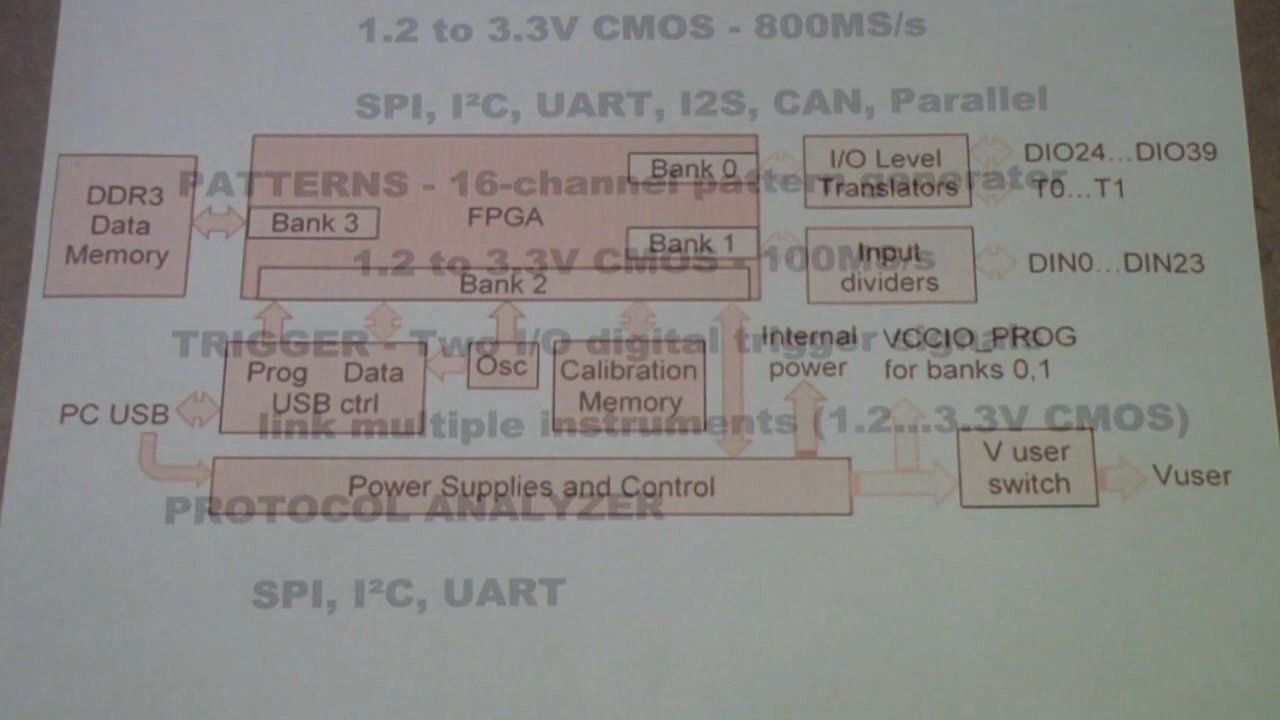 1.2 to 3.3V CMOS - 800MS/s
SPI, I²C, UART, I2S, CAN, Parallel
PATTERNS - 16-channel pattern generator
1.2 to 3.3V CMOS - 100MS/s
TRIGGER - Two I/O digital trigger signals
link multiple instruments (1.2...3.3V CMOS)
PROTOCOL ANALYZER
SPI, I²C, UART
DDR3
Data
Memory
Bank 0
Bank 3
FPGA
Bank 1
Bank 2
I/O Level
Translators
DIO24...DIO39
T0...T1
Input
dividers
DIN0...DIN23
Prog Data
USB ctrl
Osc
Calibration
Memory
Internal
power
VCCIO_PROG
for banks 0,1
PC USB
Power Supplies and Control
V user
switch
Vuser